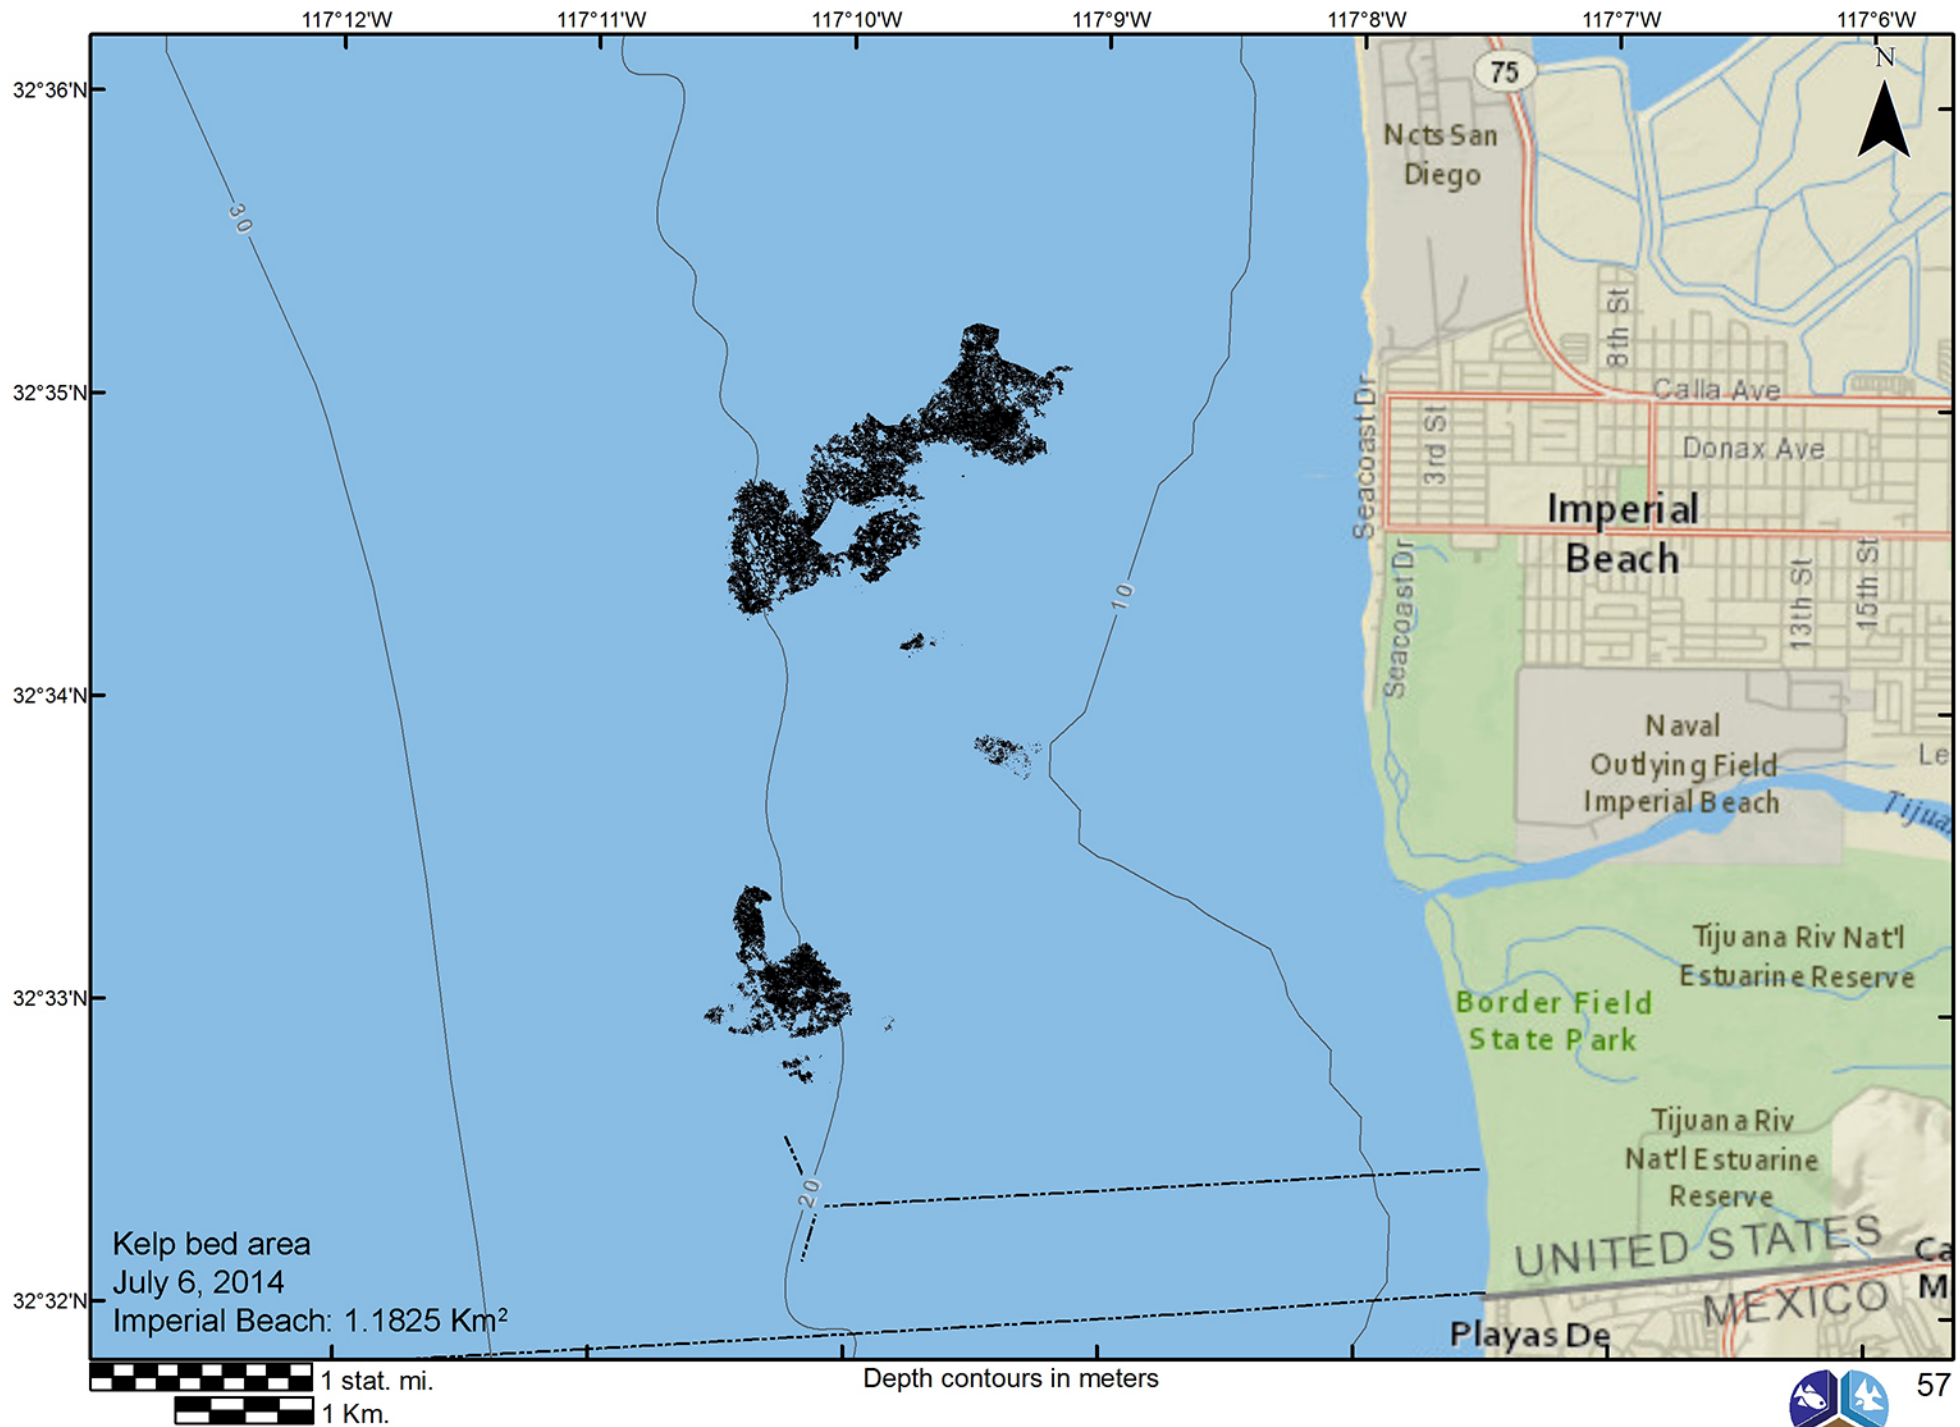 117°12'W 117°11'W 117°10'W 117°9'W 117°8'W 117°7'W 117°6'W
N
32°36'N
75
Ncts San
Diego
30
8th St
32°35'N
Calla Ave
Seacoast Dr
3rd St
Donax Ave
Imperial
Beach
Seacoast Dr
13th St
15th St
10
32°34'N
Naval
Outlying Field
Imperial Beach
Le
Tijua
Tijuana Riv Nat'l
Estuarine Reserve
32°33'N
Border Field
State Park
Tijuana Riv
Nat'l Estuarine
Reserve
20
UNITED STATES
Ca
M
MEXICO
32°32'N
Playas De
Kelp bed area
July 6, 2014
Imperial Beach: 1.1825 Km²
1 stat. mi.
1 Km.
Depth contours in meters
57